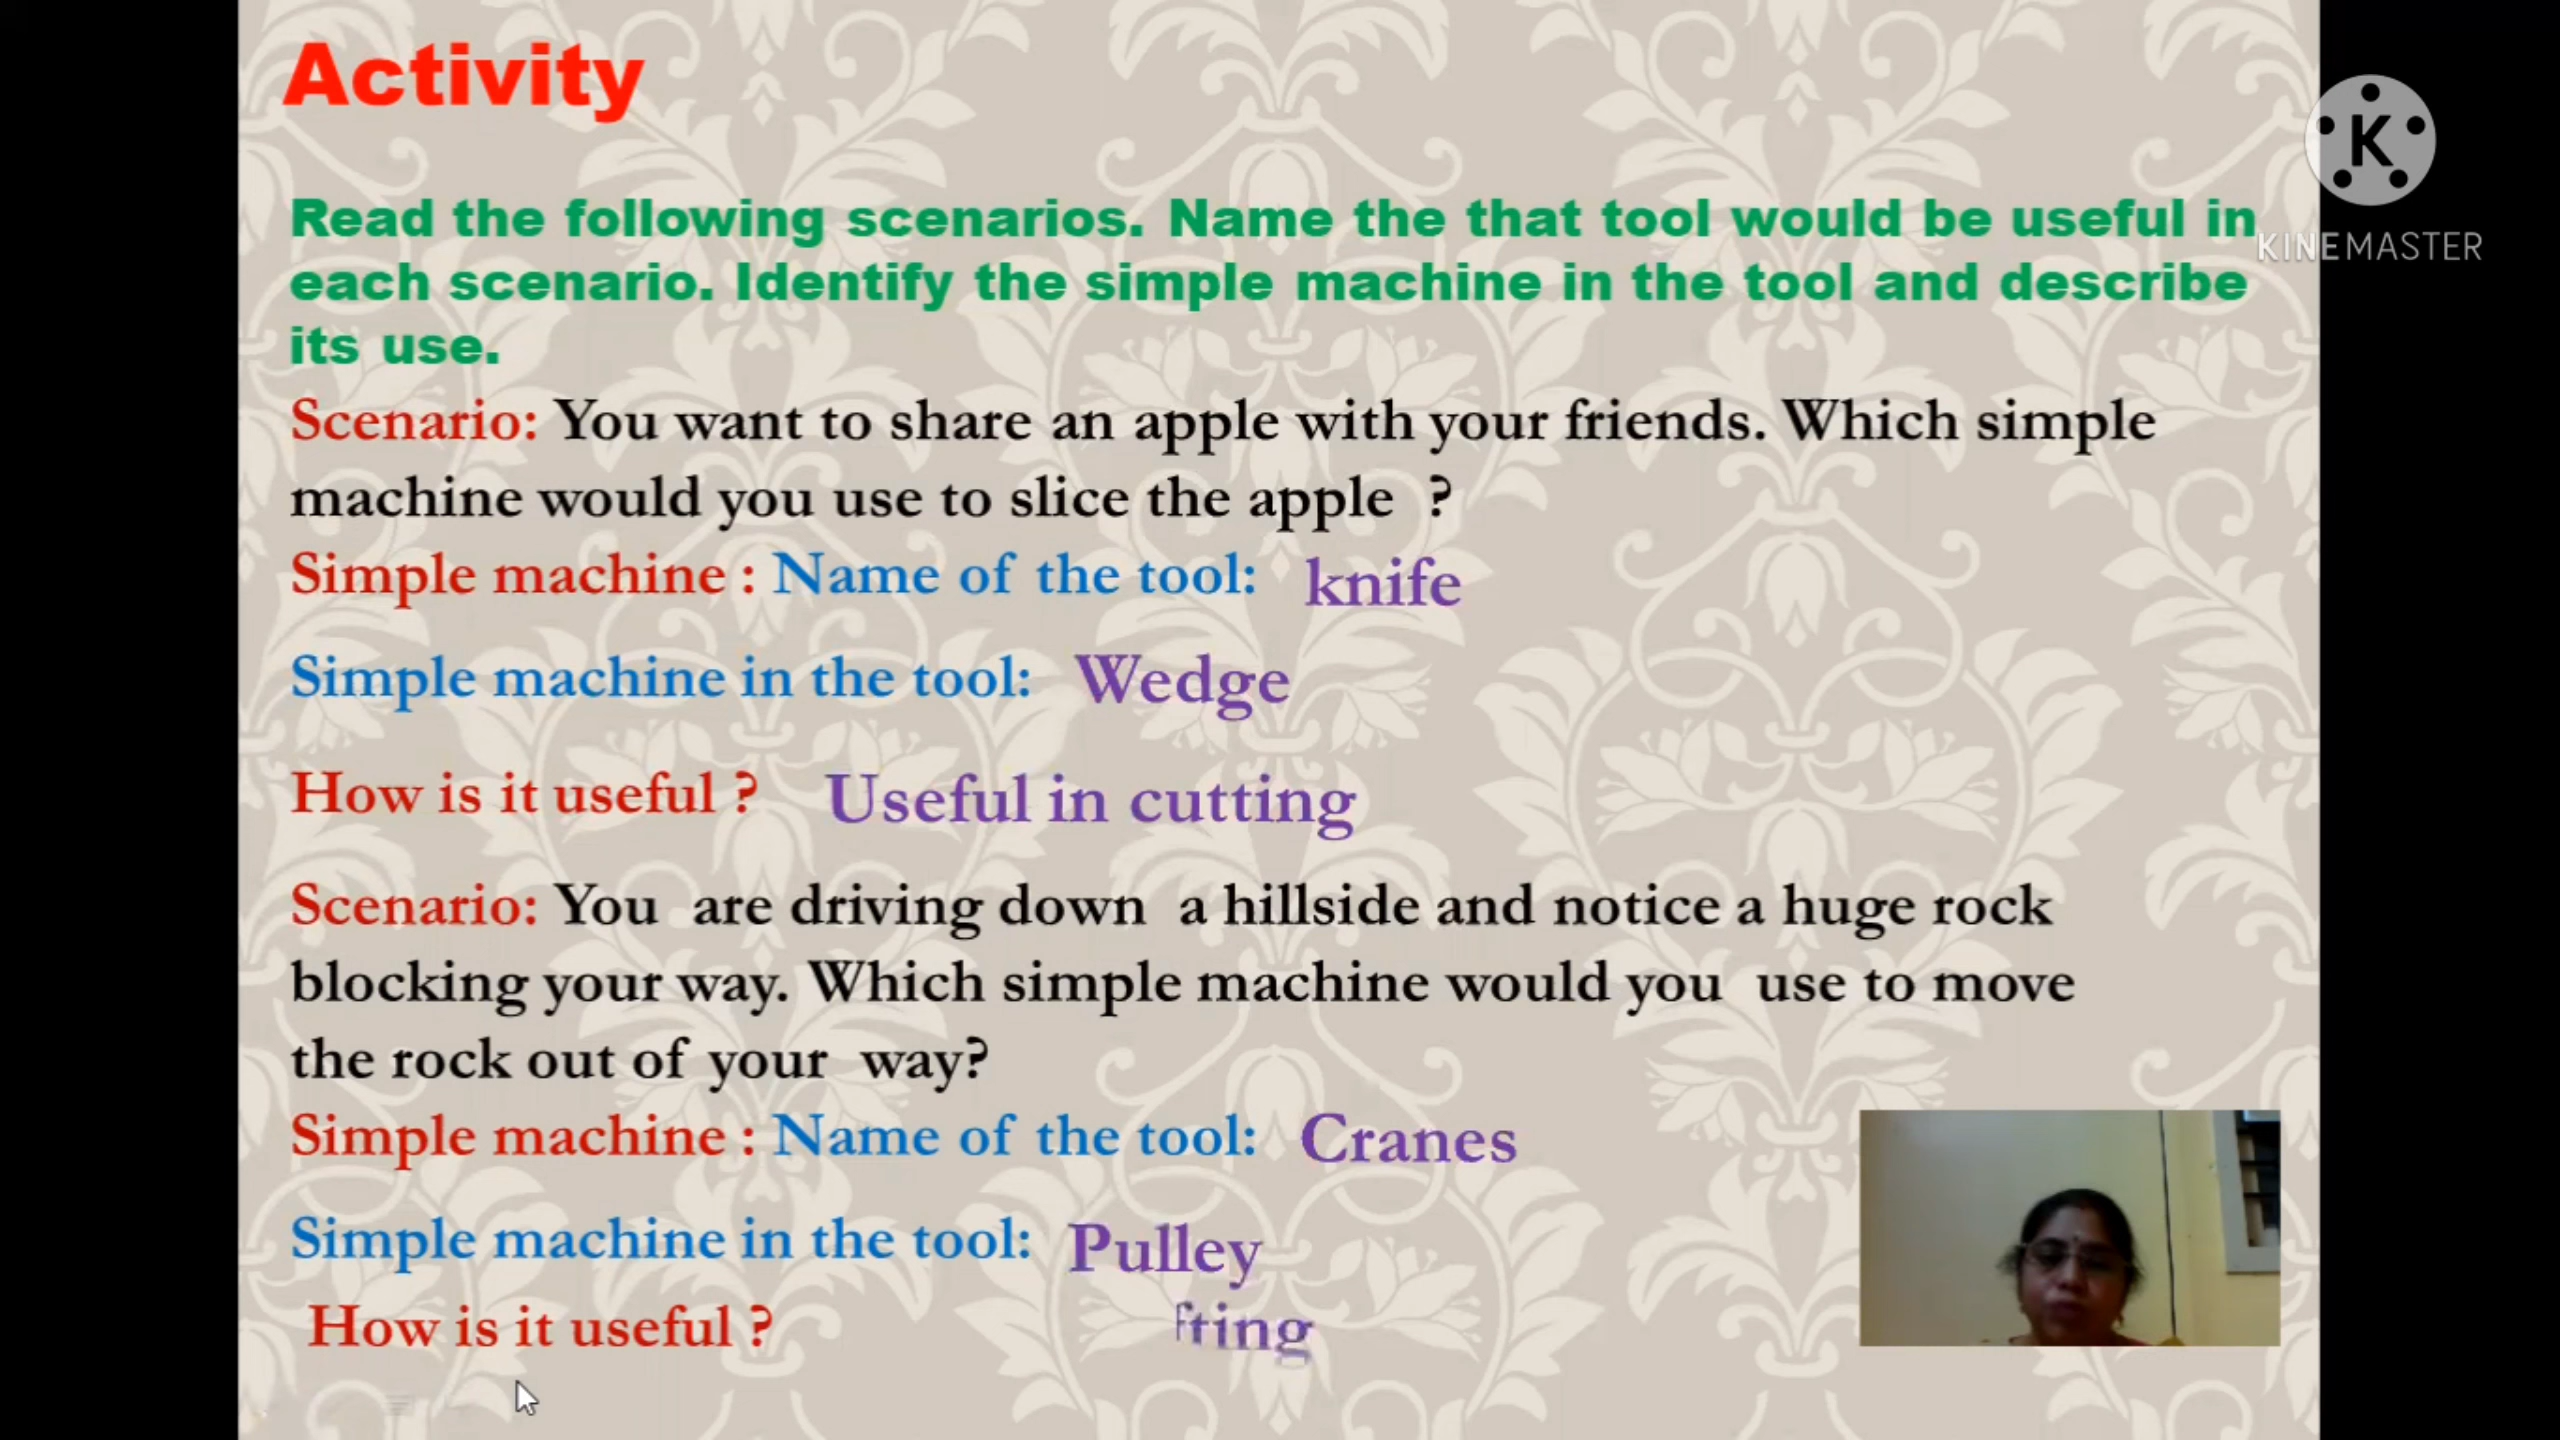 Activity
K
KINEMASTER
Read the following scenarios. Name the that tool would be useful in
each scenario. Identify the simple machine in the tool and describe
its use.
Scenario: You want to share an apple with your friends. Which simple
machine would you use to slice the apple ?
Simple machine : Name of the tool: knife
Simple machine in the tool: Wedge
How is it useful ? Useful in cutting
Scenario: You are driving down a hillside and notice a huge rock
blocking your way. Which simple machine would you use to move
the rock out of your way?
Simple machine : Name of the tool: Cranes
Simple machine in the tool: Pulley
How is it useful ?